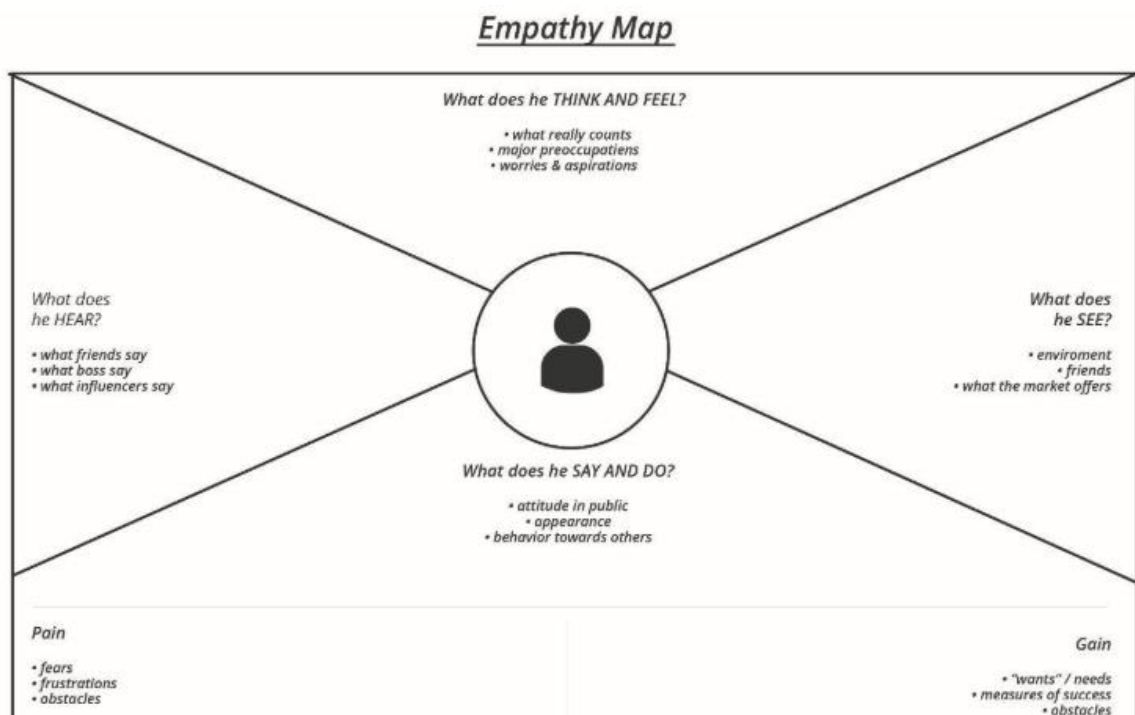 Empathy Map
What does he THINK AND FEEL?
• what really counts
• major preoccupatiens
• worries & aspirations
What does
he HEAR?
• what friends say
• what boss say
• what influencers say
What does
he SEE?
• enviroment
• friends
• what the market offers
What does he SAY AND DO?
• attitude in public
• appearance
• behavior towards others
Pain
• fears
• frustrations
• obstacles
Gain
• "wants" / needs
• measures of success
• obstacles